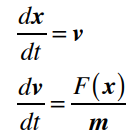 dx/dt = v
dv/dt = F(x)/m